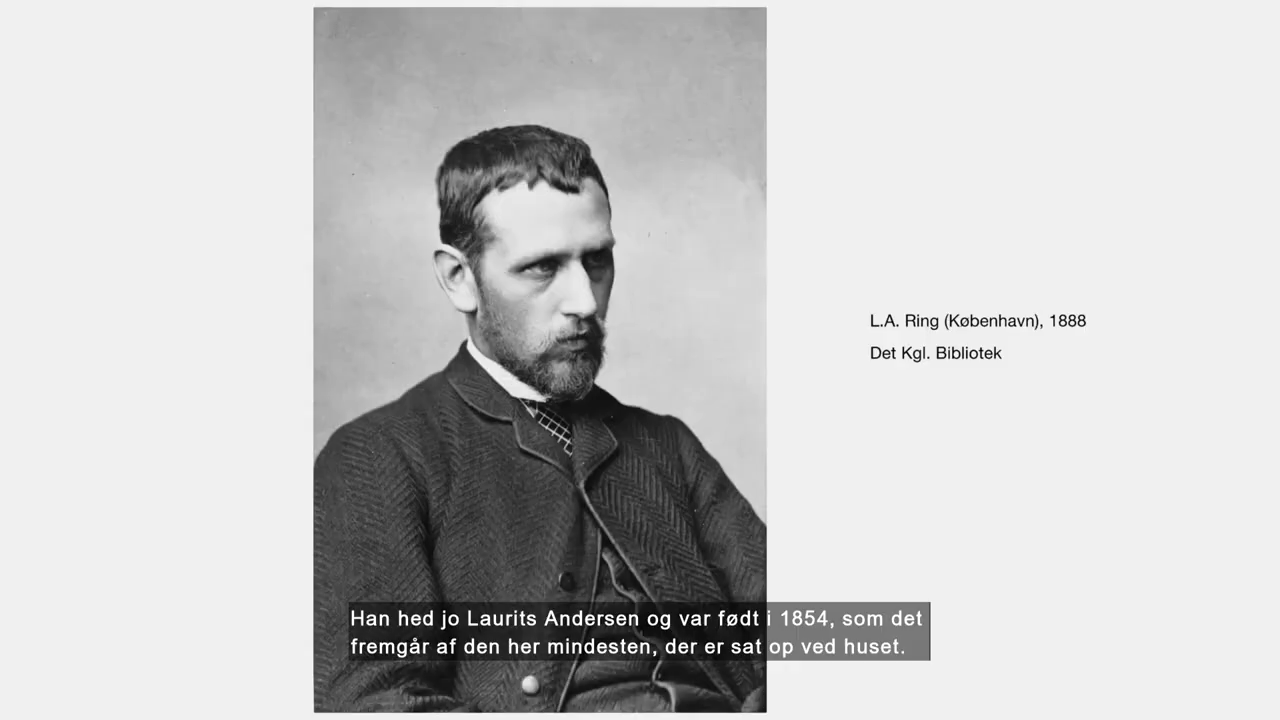 L.A. Ring (København), 1888
Det Kgl. Bibliotek
Han hed jo Laurits Andersen og var født i 1854, som det
fremgår af den her mindesten, der er sat op ved huset.